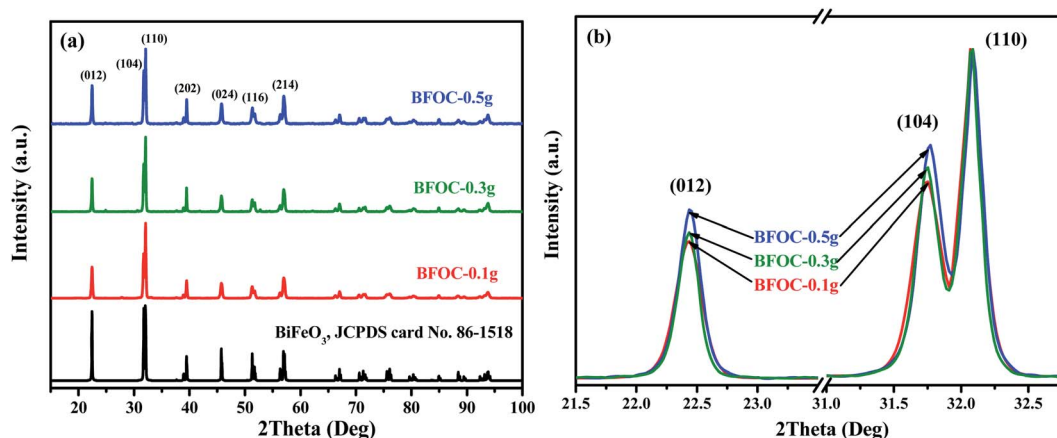 (a)
(110)
(012)
(104)
(202)
(024)
(116)
(214)
BFOC-0.5g
BFOC-0.3g
BFOC-0.1g
BiFeO3, JCPDS card No. 86-1518
Intensity (a.u.)
20 30 40 50 60 70 80 90 100
2Theta (Deg)
(b)
(110)
(104)
(012)
BFOC-0.5g
BFOC-0.3g
BFOC-0.1g
Intensity (a.u.)
21.5 22.0 22.5 23.0 23.5 31.0 31.5 32.0 32.5
2Theta (Deg)